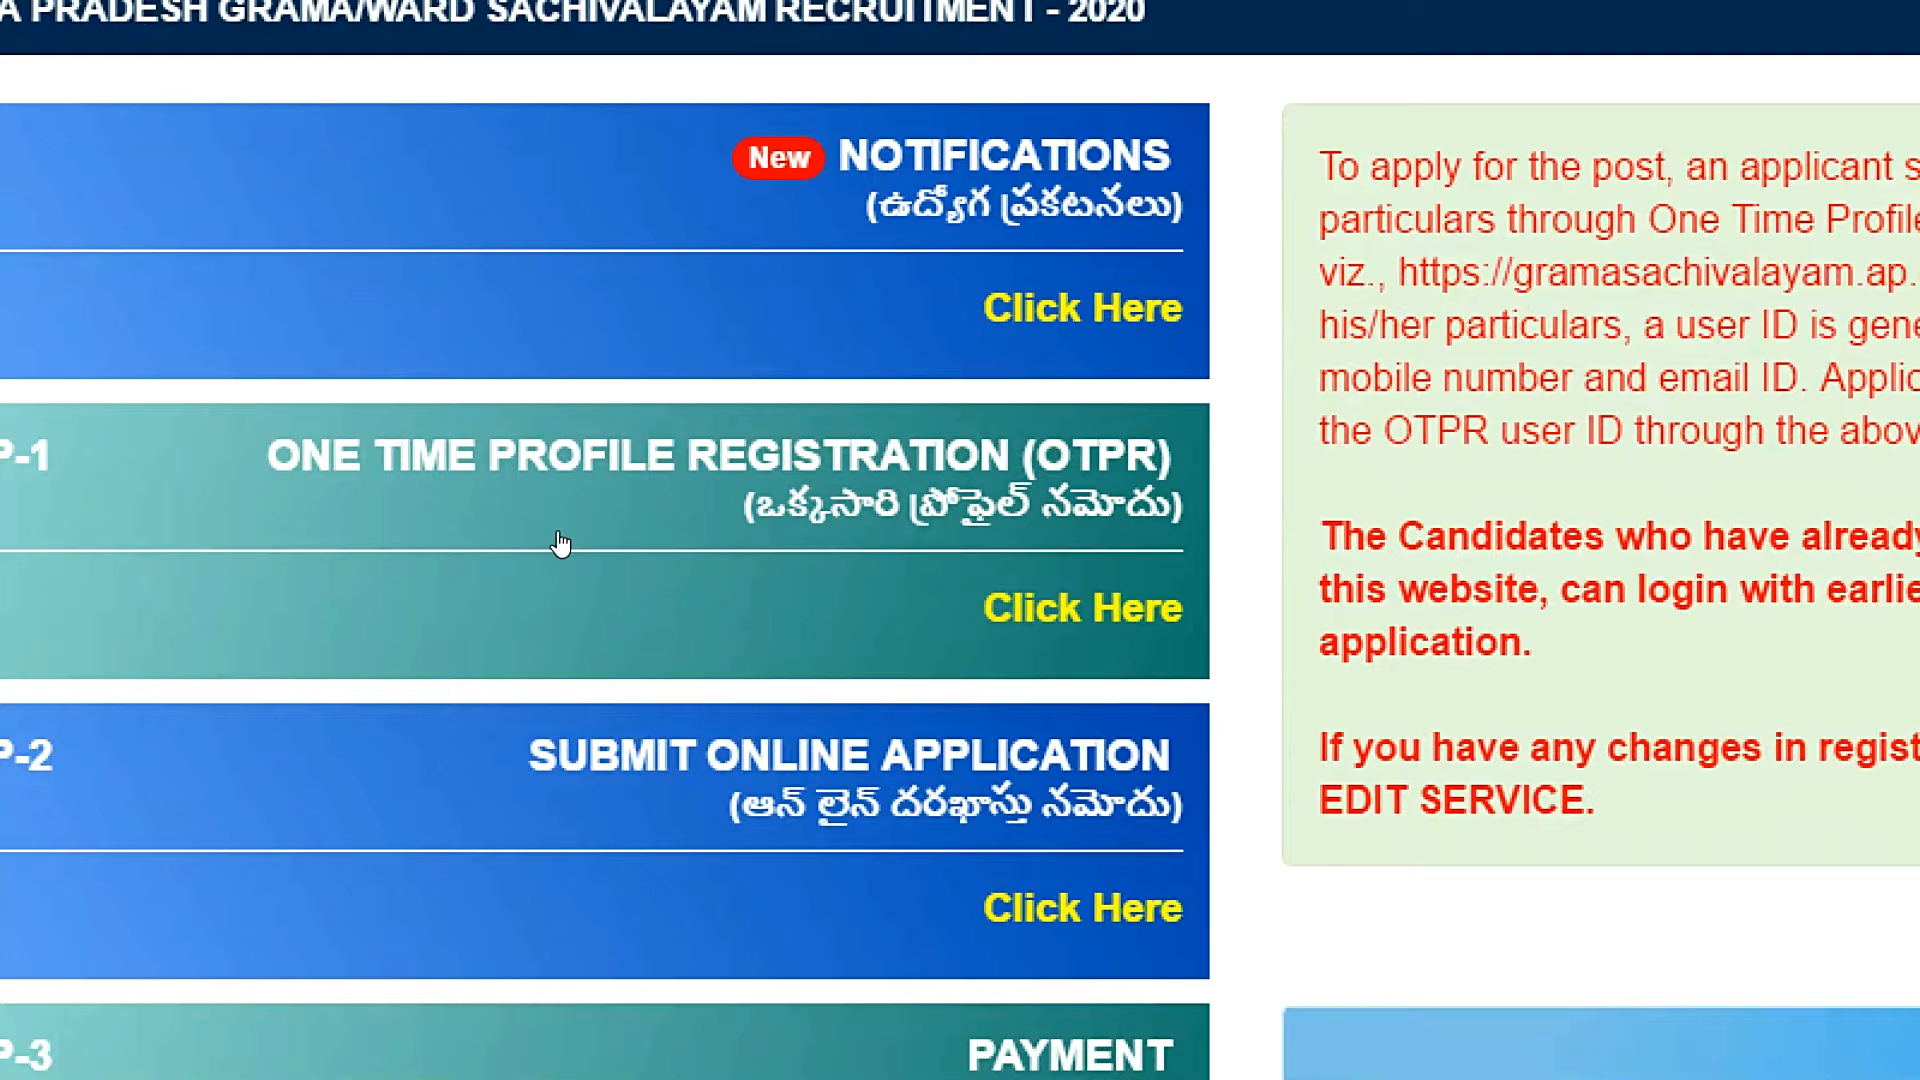 A PRADESH GRAMA/WARD SACHIVALAYAM RECRUITMENT - 2020
New NOTIFICATIONS
(ఉద్యోగ ప్రకటనలు)
Click Here
P-1 ONE TIME PROFILE REGISTRATION (OTPR)
(ఒక్కసారి ప్రోఫైల్ నమోదు)
Click Here
P-2 SUBMIT ONLINE APPLICATION
(ఆన్ లైన్ దరఖాస్తు నమోదు)
Click Here
P-3 PAYMENT
To apply for the post, an applicant s
particulars through One Time Profile
viz., https://gramasachivalayam.ap.
his/her particulars, a user ID is gene
mobile number and email ID. Applic
the OTPR user ID through the abov
The Candidates who have already
this website, can login with earlie
application.
If you have any changes in regist
EDIT SERVICE.